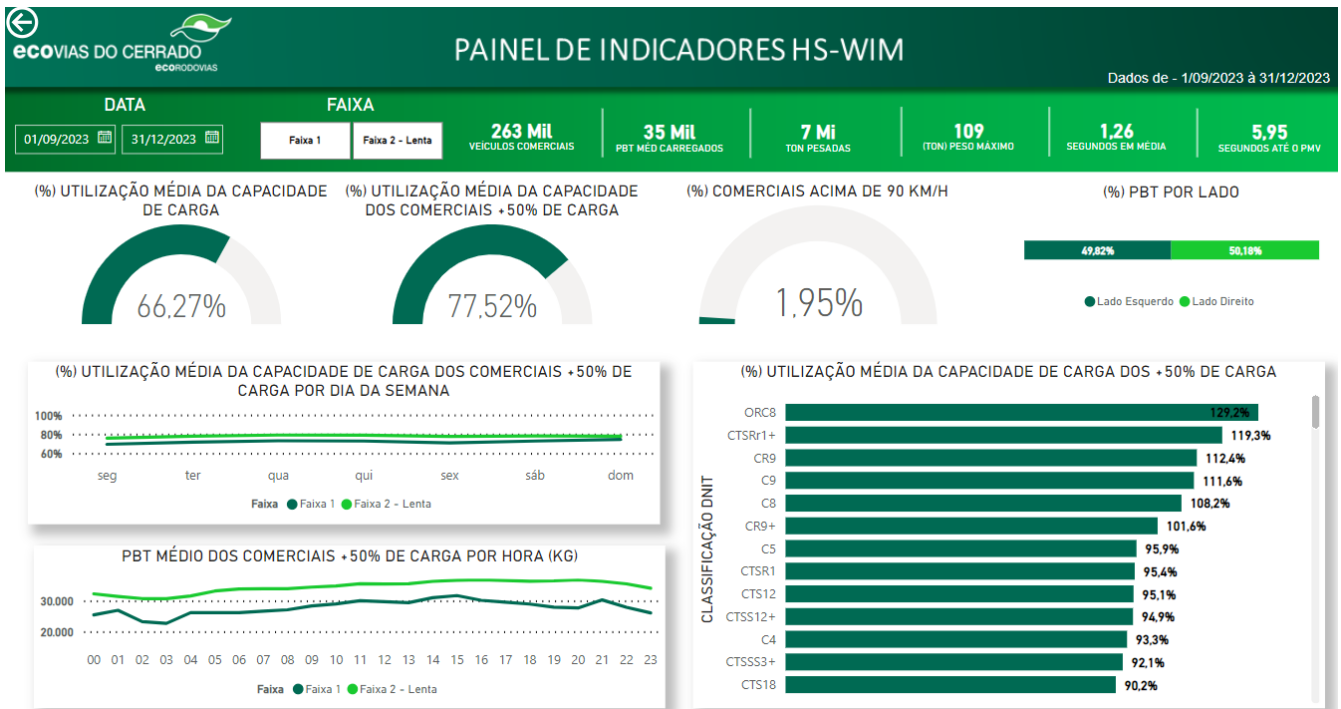 ecoVIAS DO CERRADO
ecoRODOVIAS
PAINEL DE INDICADORES HS-WIM
Dados de - 1/09/2023 à 31/12/2023
DATA
01/09/2023
31/12/2023
FAIXA
Faixa 1
Faixa 2 - Lenta
263 Mil
VEÍCULOS COMERCIAIS
35 Mil
PBT MÉD CARREGADOS
7 Mi
TON PESADAS
109
(TON) PESO MÁXIMO
1,26
SEGUNDOS EM MÉDIA
5,95
SEGUNDOS ATÉ O PMV
(%) UTILIZAÇÃO MÉDIA DA CAPACIDADE
DE CARGA
66,27%
(%) UTILIZAÇÃO MÉDIA DA CAPACIDADE
DOS COMERCIAIS +50% DE CARGA
77,52%
(%) COMERCIAIS ACIMA DE 90 KM/H
1,95%
(%) PBT POR LADO
49,82%
50,18%
Lado Esquerdo
Lado Direito
(%) UTILIZAÇÃO MÉDIA DA CAPACIDADE DE CARGA DOS COMERCIAIS +50% DE
CARGA POR DIA DA SEMANA
100%
80%
60%
seg ter qua qui sex sáb dom
Faixa Faixa 1 Faixa 2 - Lenta
PBT MÉDIO DOS COMERCIAIS +50% DE CARGA POR HORA (KG)
30.000
20.000
00 01 02 03 04 05 06 07 08 09 10 11 12 13 14 15 16 17 18 19 20 21 22 23
Faixa Faixa 1 Faixa 2 - Lenta
(%) UTILIZAÇÃO MÉDIA DA CAPACIDADE DE CARGA DOS +50% DE CARGA
CLASSIFICAÇÃO DNIT
ORC8 129,2%
CTSRr1+ 119,3%
CR9 112,4%
C9 111,6%
C8 108,2%
CR9+ 101,6%
C5 95,9%
CTSR1 95,4%
CTS12 95,1%
CTSS12+ 94,9%
C4 93,3%
CTSSS3+ 92,1%
CTS18 90,2%